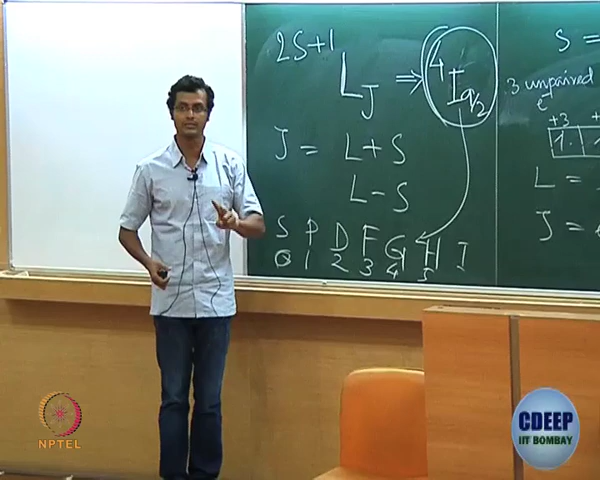 2S+1
L
J
⇒ 4 I 9/2
J = L + S
L - S
S P D F G H I
0 1 2 3 4 5
S =
3 unpaired
e⁻
+3 +
1
L =
J =
NPTEL
CDEEP
IIT BOMBAY